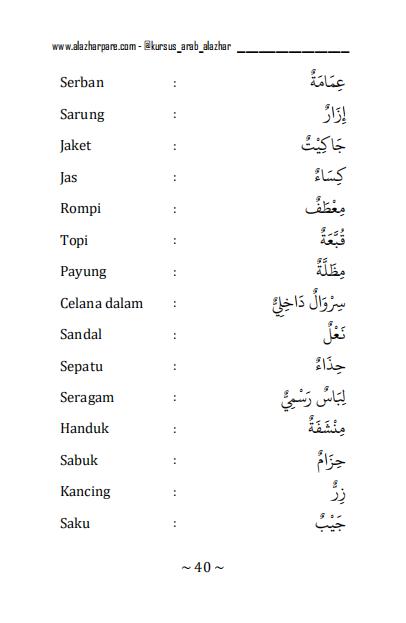 www.alazharpare.com - @kursus_arab_alazhar
Serban : عِمَامَةٌ
Sarung : إِزَارٌ
Jaket : جَاكِيْتٌ
Jas : كِسَاءٌ
Rompi : مِعْطَفٌ
Topi : قُبَّعَةٌ
Payung : مِظَلَّةٌ
Celana dalam : سِرْوَالٌ دَاخِلِيٌّ
Sandal : نَعْلٌ
Sepatu : حِذَاءٌ
Seragam : لِبَاسٌ رَسْمِيٌّ
Handuk : مِنْشَفَةٌ
Sabuk : حِزَامٌ
Kancing : زِرٌّ
Saku : جَيْبٌ
~ 40 ~